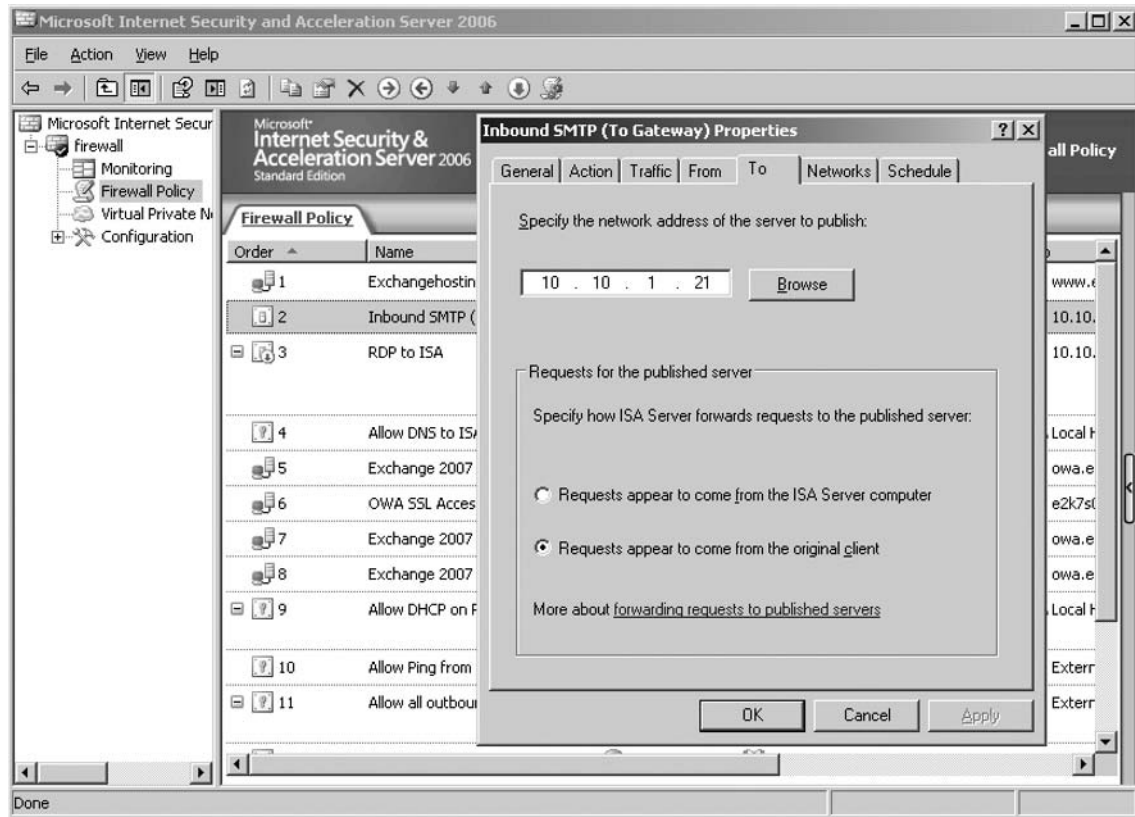 Microsoft Internet Security and Acceleration Server 2006
File Action View Help
Microsoft Internet Secur
firewall
Monitoring
Firewall Policy
Virtual Private N
Configuration
Microsoft
Internet Security &
Acceleration Server 2006
Standard Edition
all Policy
Firewall Policy
Order Name
1 Exchangehostin www.e
2 Inbound SMTP ( 10.10.
3 RDP to ISA 10.10.
4 Allow DNS to ISA Local H
5 Exchange 2007 owa.e
6 OWA SSL Acces e2k7s0
7 Exchange 2007 owa.e
8 Exchange 2007 owa.e
9 Allow DHCP on F Local H
10 Allow Ping from Extern
11 Allow all outbou Extern
Inbound SMTP (To Gateway) Properties
General Action Traffic From To Networks Schedule
Specify the network address of the server to publish:
10 . 10 . 1 . 21 Browse
Requests for the published server
Specify how ISA Server forwards requests to the published server:
Requests appear to come from the ISA Server computer
Requests appear to come from the original client
More about forwarding requests to published servers
OK Cancel Apply
Done